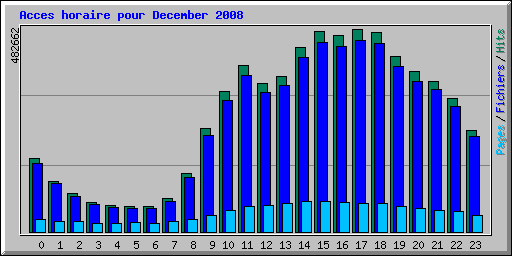 Acces horaire pour December 2008
482662
Pages / Fichiers / Hits
0 1 2 3 4 5 6 7 8 9 10 11 12 13 14 15 16 17 18 19 20 21 22 23